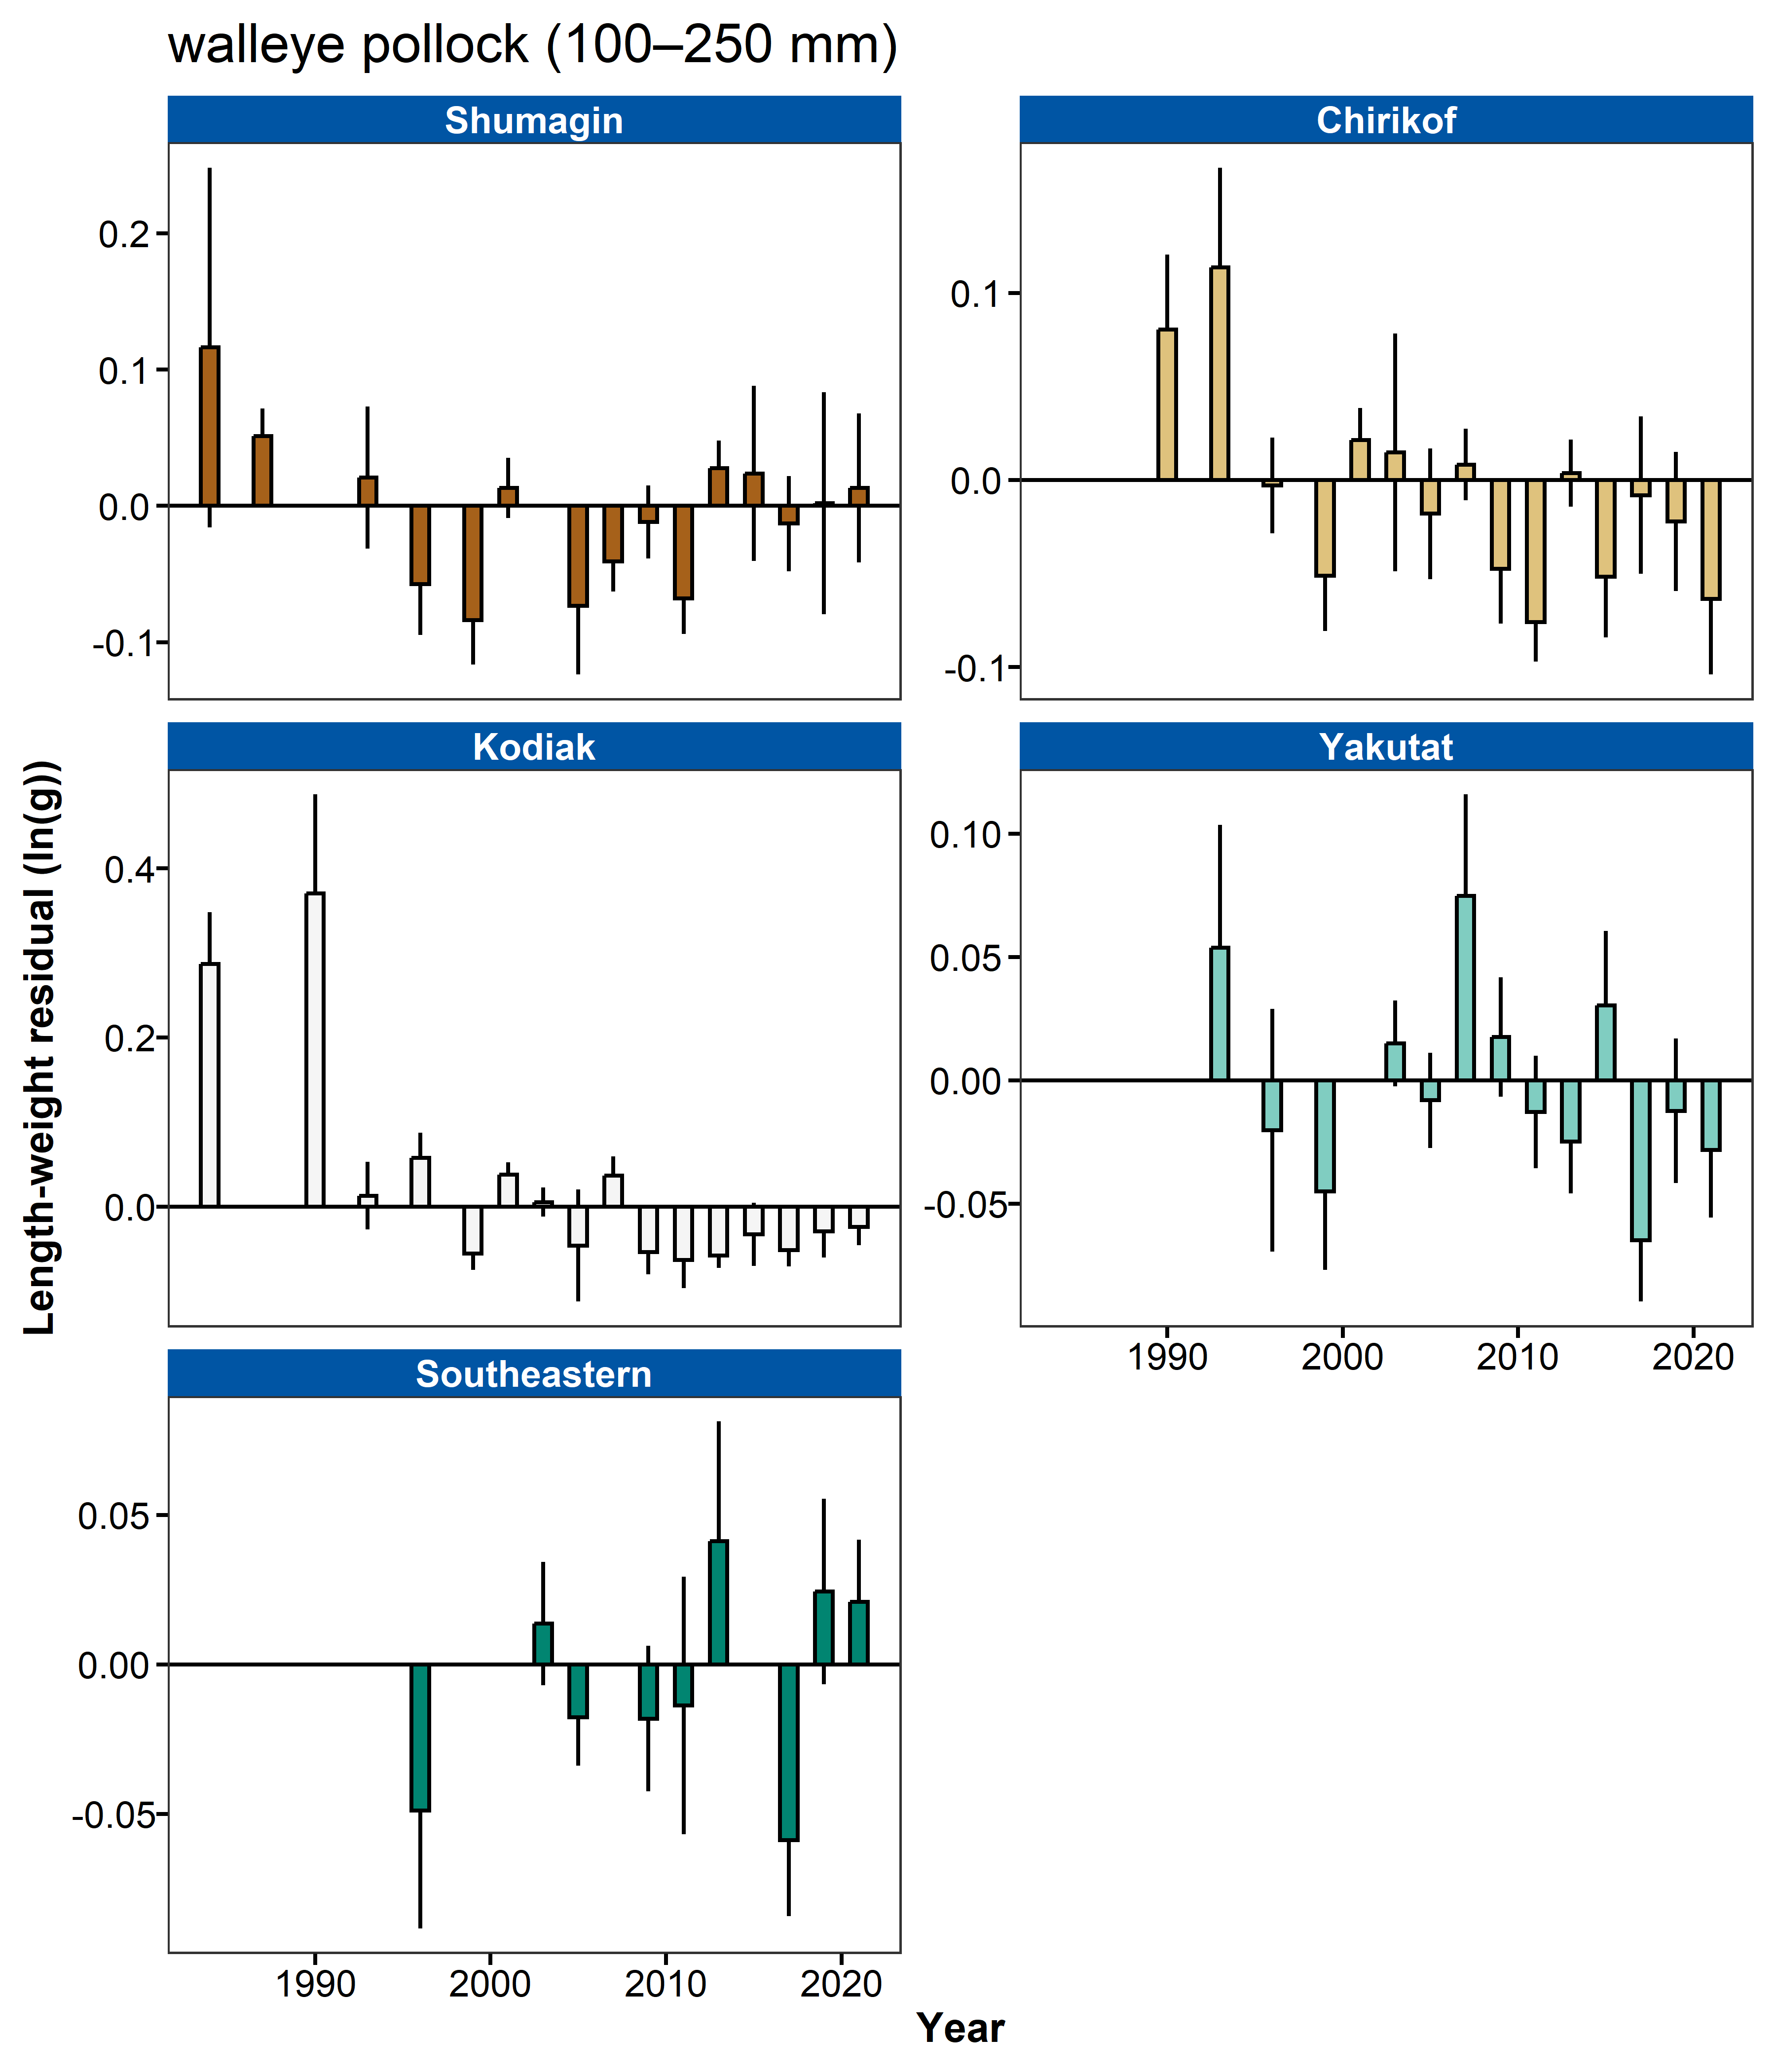 walleye pollock (100–250 mm)
Shumagin
0.2
0.1
0.0
-0.1
Chirikof
0.1
0.0
-0.1
Length-weight residual (ln(g))
Kodiak
0.4
0.2
0.0
Yakutat
0.10
0.05
0.00
-0.05
1990 2000 2010 2020
Southeastern
0.05
0.00
-0.05
1990 2000 2010 2020
Year